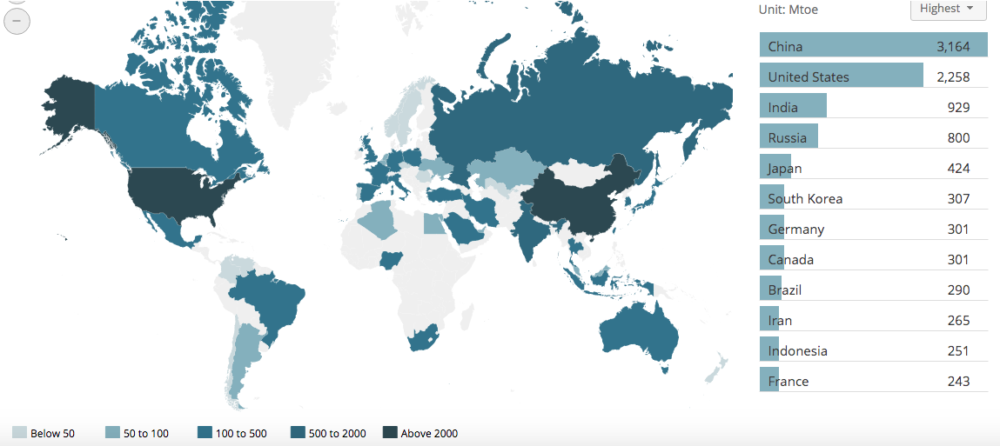 Unit: Mtoe
Highest
China 3,164
United States 2,258
India 929
Russia 800
Japan 424
South Korea 307
Germany 301
Canada 301
Brazil 290
Iran 265
Indonesia 251
France 243
Below 50 50 to 100 100 to 500 500 to 2000 Above 2000